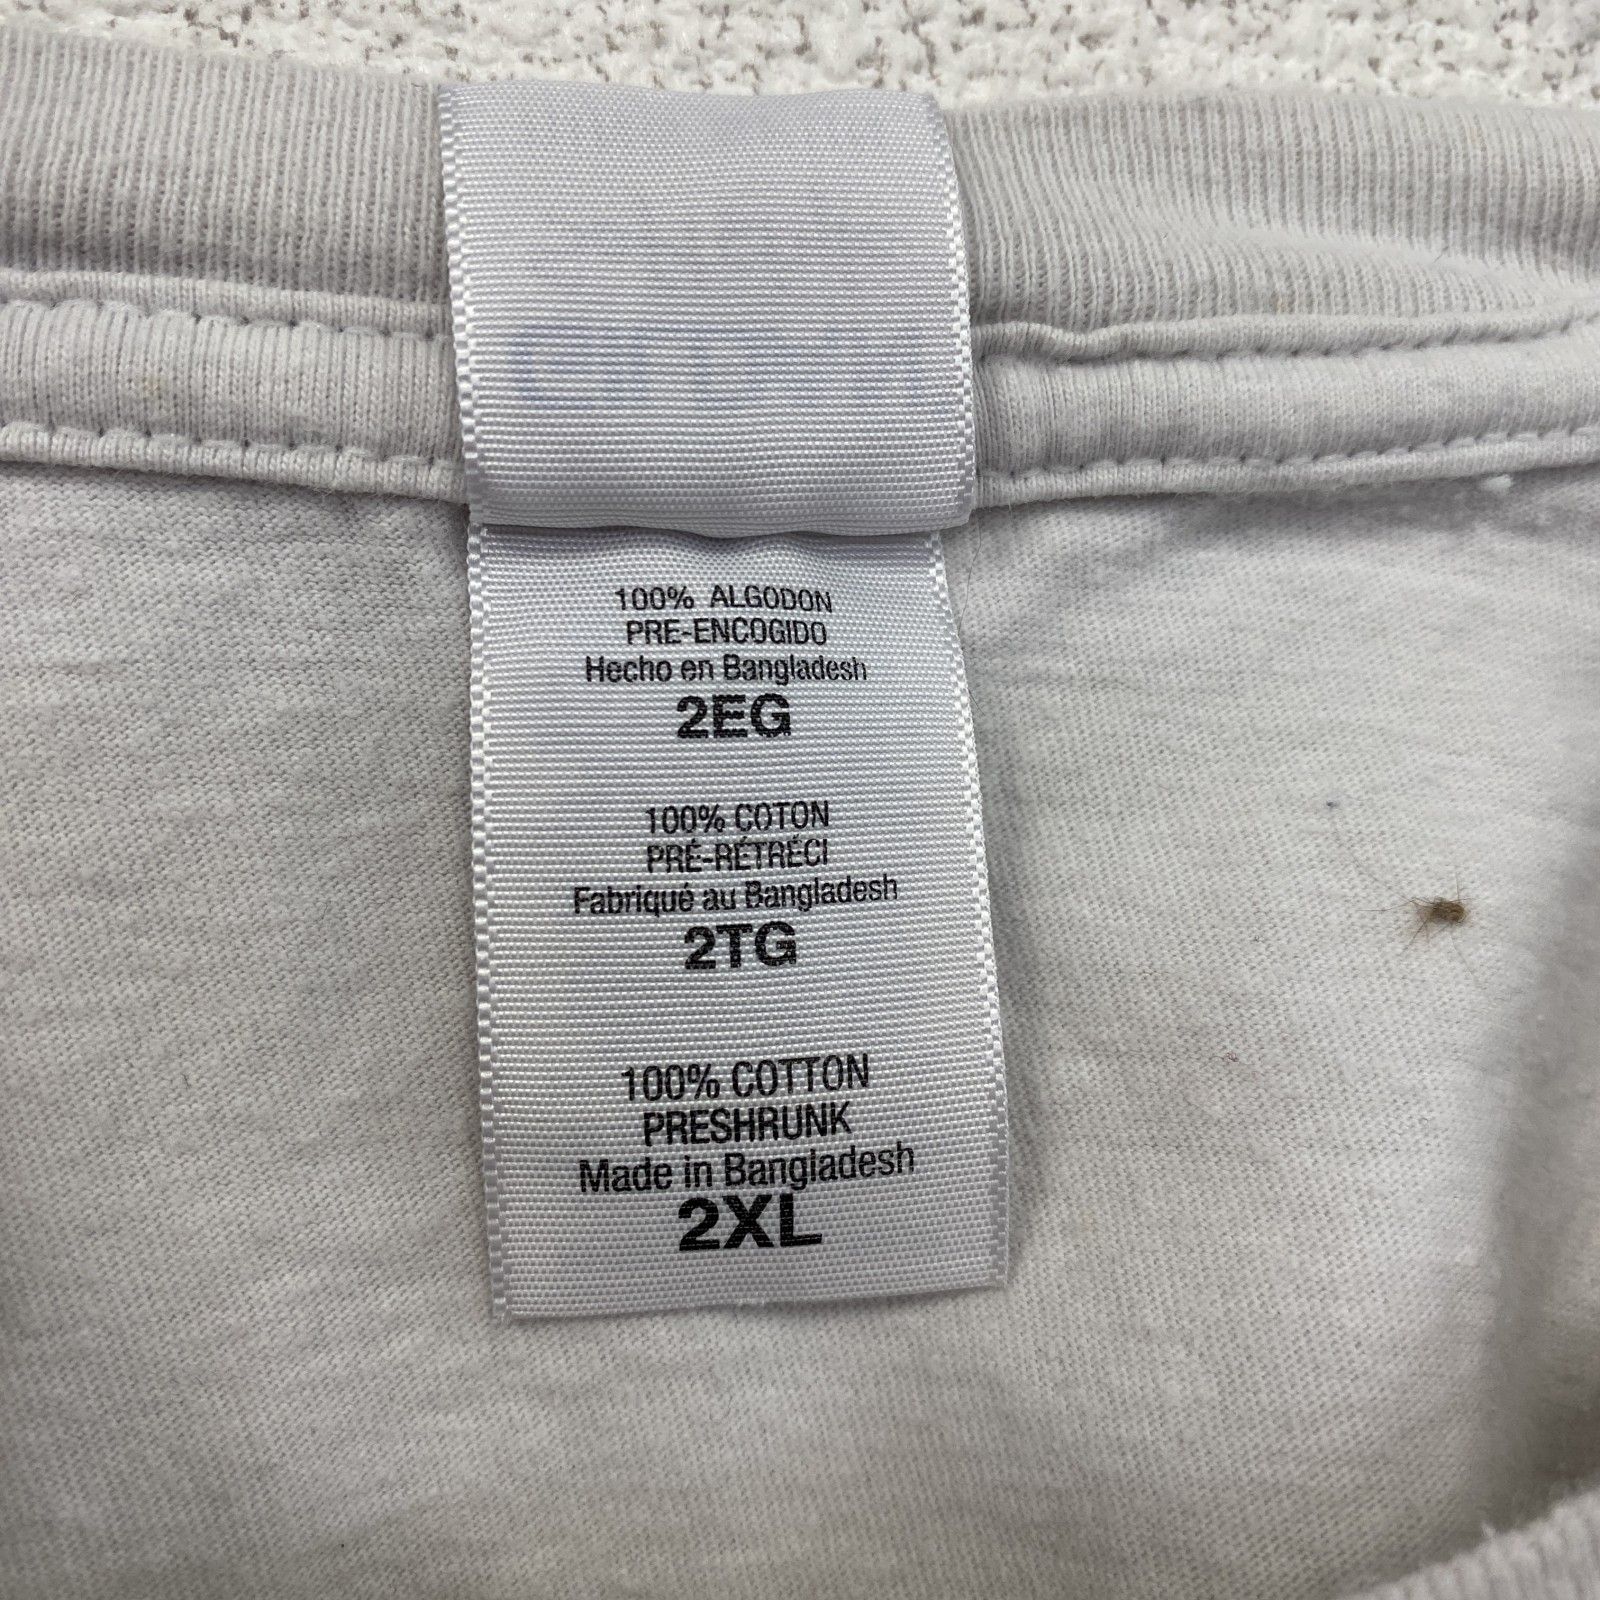 100% ALGODON
PRE-ENCOGIDO
Hecho en Bangladesh
2EG
100% COTON
PRÉ-RÉTRÉCI
Fabriqué au Bangladesh
2TG
100% COTTON
PRESHRUNK
Made in Bangladesh
2XL